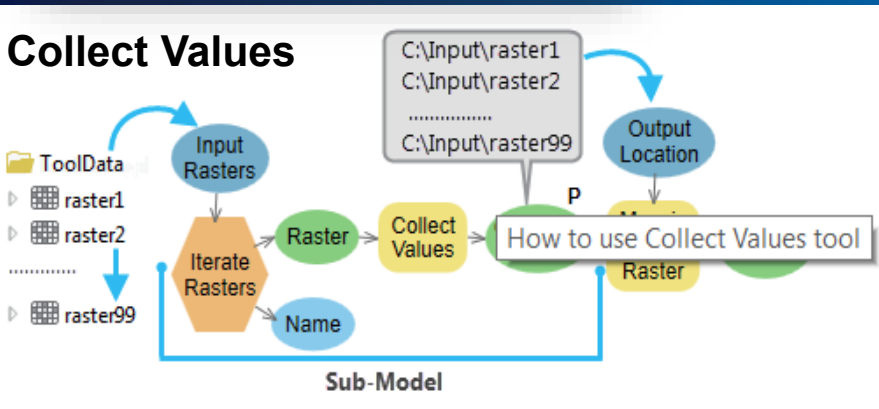 Collect Values
C:\Input\raster1
C:\Input\raster2
.................
C:\Input\raster99
ToolData
raster1
raster2
.............
raster99
Input
Rasters
Iterate
Rasters
Raster
Name
Collect
Values
P
How to use Collect Values tool
Output
Location
Raster
Sub-Model